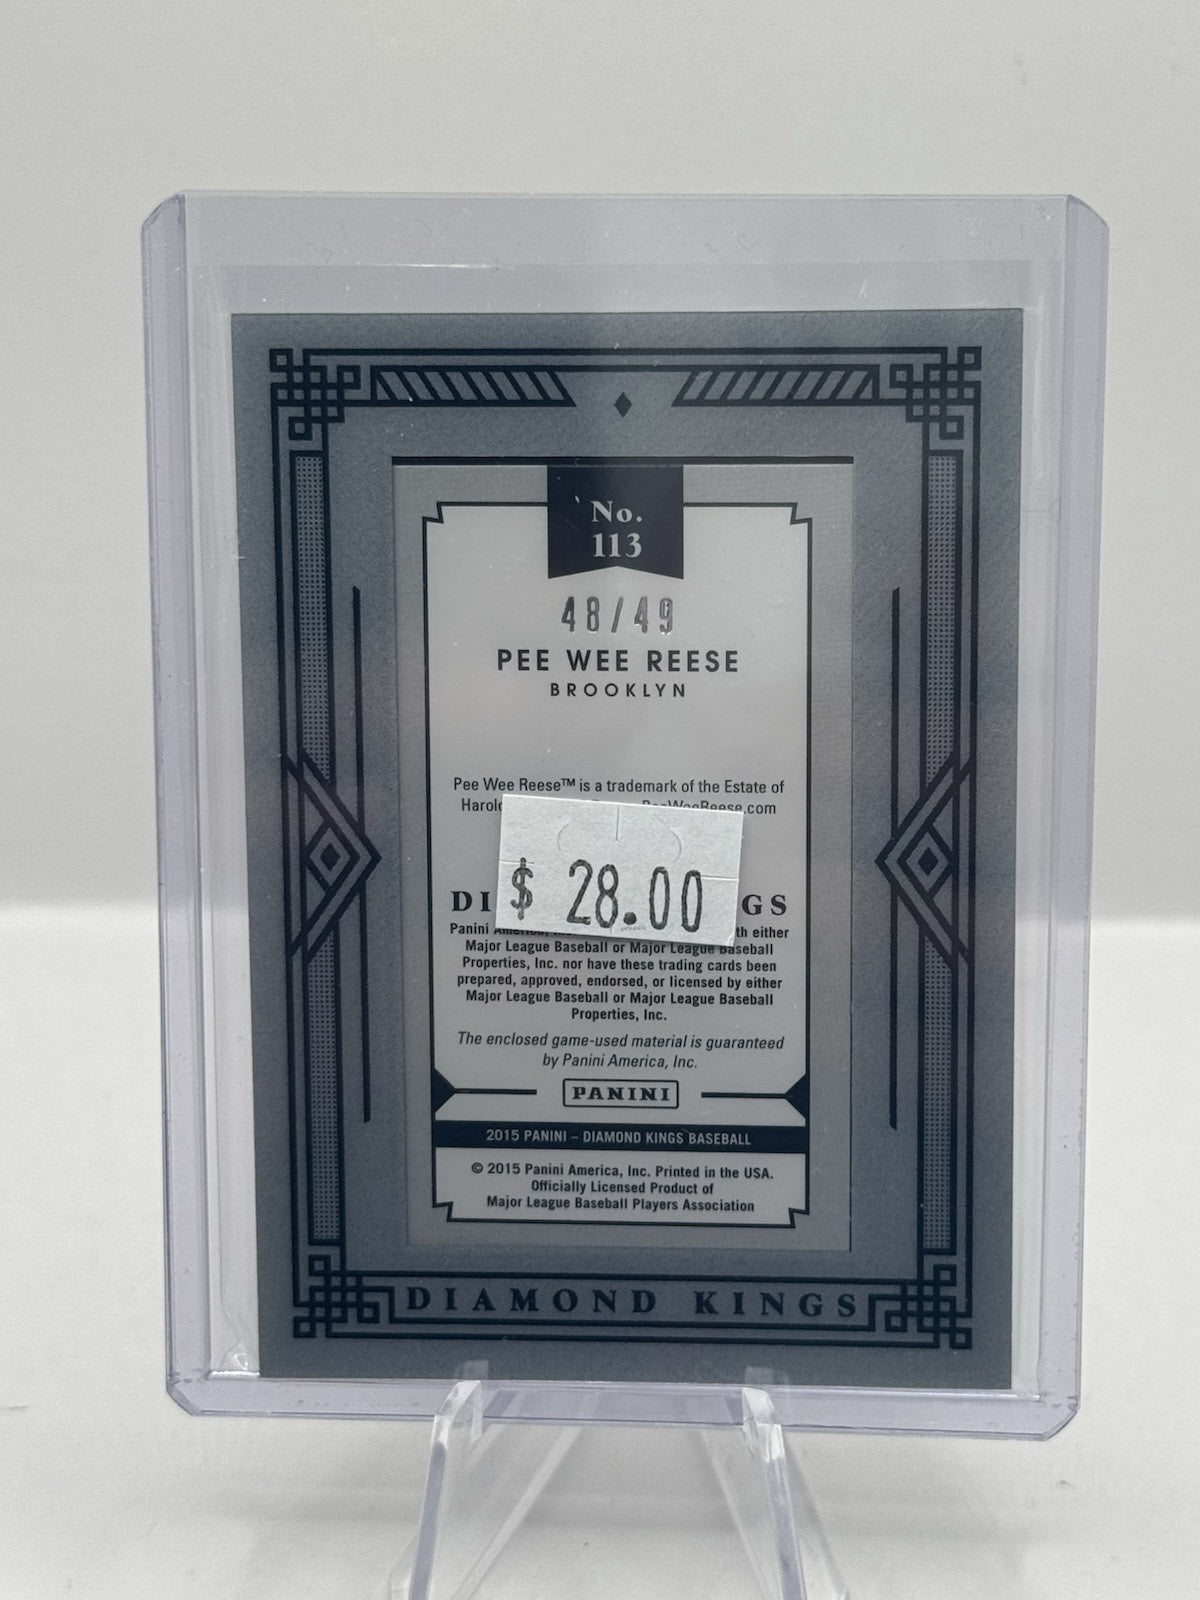 No.
113
48/49
PEE WEE REESE
BROOKLYN
Pee Wee Reese™ is a trademark of the Estate of
Harold PeeWeeReese.com
$ 28.00
DI GS
Panini America, th either
Major League Baseball or Major League Baseball
Properties, Inc. nor have these trading cards been
prepared, approved, endorsed, or licensed by either
Major League Baseball or Major League Baseball
Properties, Inc.
The enclosed game-used material is guaranteed
by Panini America, Inc.
PANINI
2015 PANINI – DIAMOND KINGS BASEBALL
© 2015 Panini America, Inc. Printed in the USA.
Officially Licensed Product of
Major League Baseball Players Association
DIAMOND KINGS